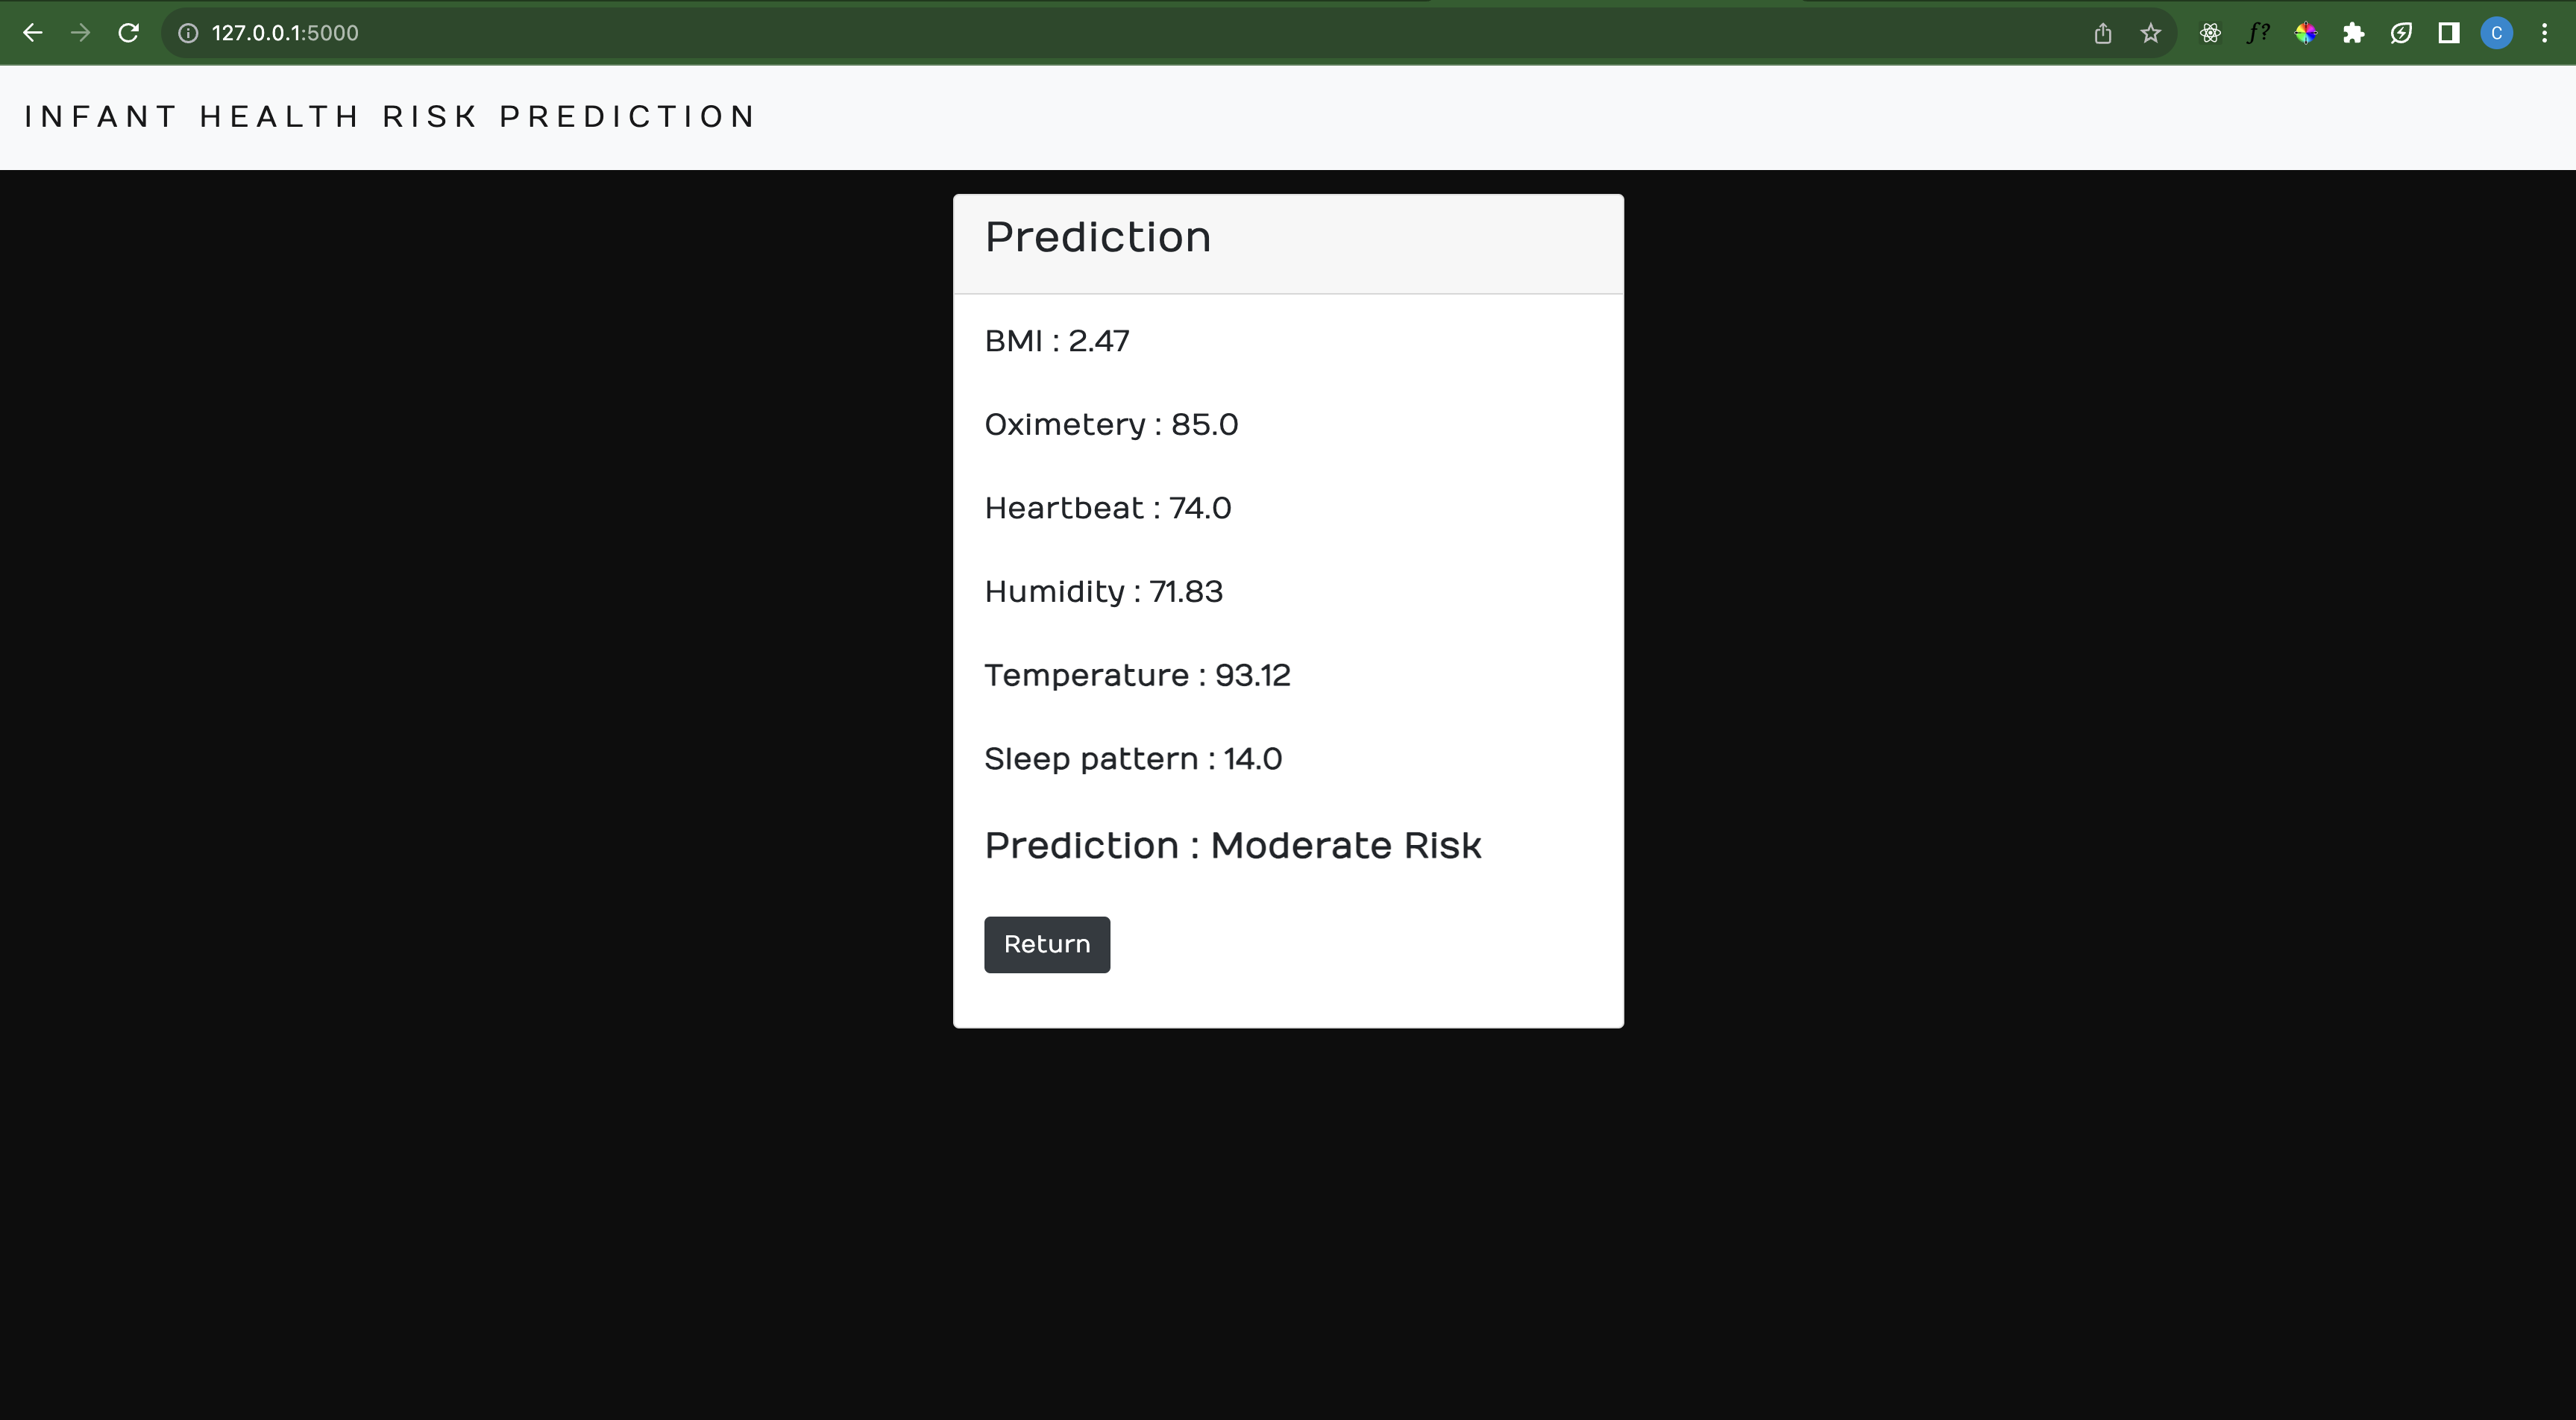 127.0.0.1:5000
f?
C
INFANT HEALTH RISK PREDICTION
Prediction
BMI : 2.47
Oximetery : 85.0
Heartbeat : 74.0
Humidity : 71.83
Temperature : 93.12
Sleep pattern : 14.0
Prediction : Moderate Risk
Return